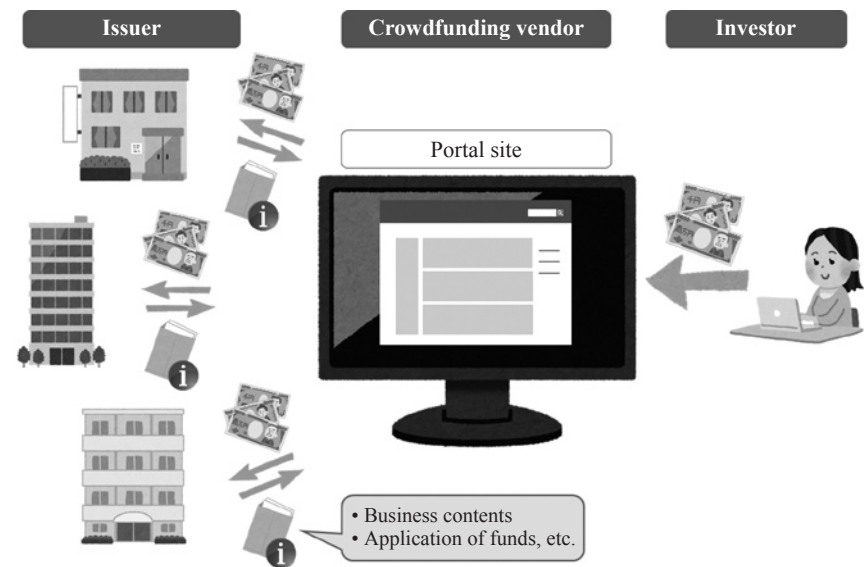 Issuer
Crowdfunding vendor
Investor
Portal site
i
i
i
• Business contents
• Application of funds, etc.